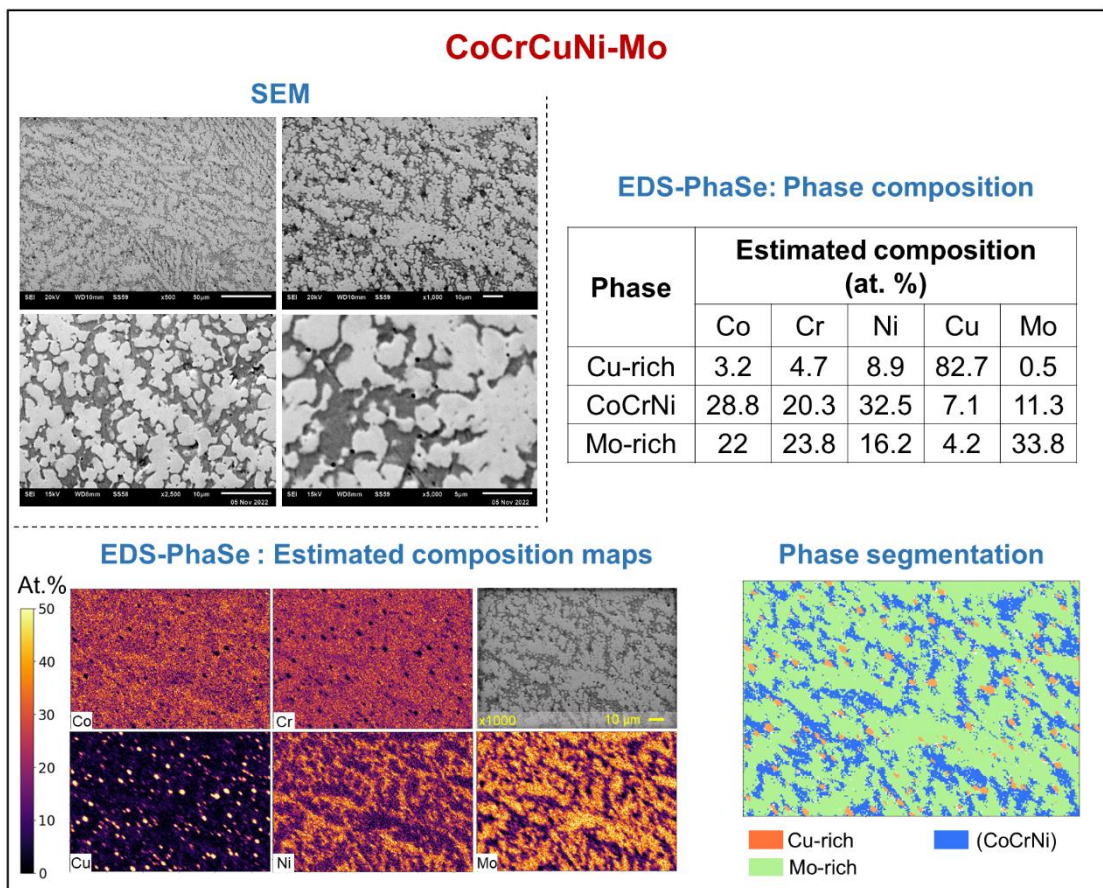 CoCrCuNi-Mo
SEM
SEI 20kV WD10mm SS59 x500 50µm
SEI 20kV WD10mm SS59 x1,000 10µm
SEI 15kV WD8mm SS58 x2,500 10µm
05 Nov 2022
SEI 15kV WD8mm SS59 x5,000 5µm
05 Nov 2022
EDS-PhaSe: Phase composition
Phase Estimated composition (at. %)
Co Cr Ni Cu Mo
Cu-rich 3.2 4.7 8.9 82.7 0.5
CoCrNi 28.8 20.3 32.5 7.1 11.3
Mo-rich 22 23.8 16.2 4.2 33.8
EDS-PhaSe : Estimated composition maps
At.%
50
40
30
20
10
0
Co
Cr
x1000 10 µm
Cu
Ni
Mo
Phase segmentation
Cu-rich (CoCrNi)
Mo-rich